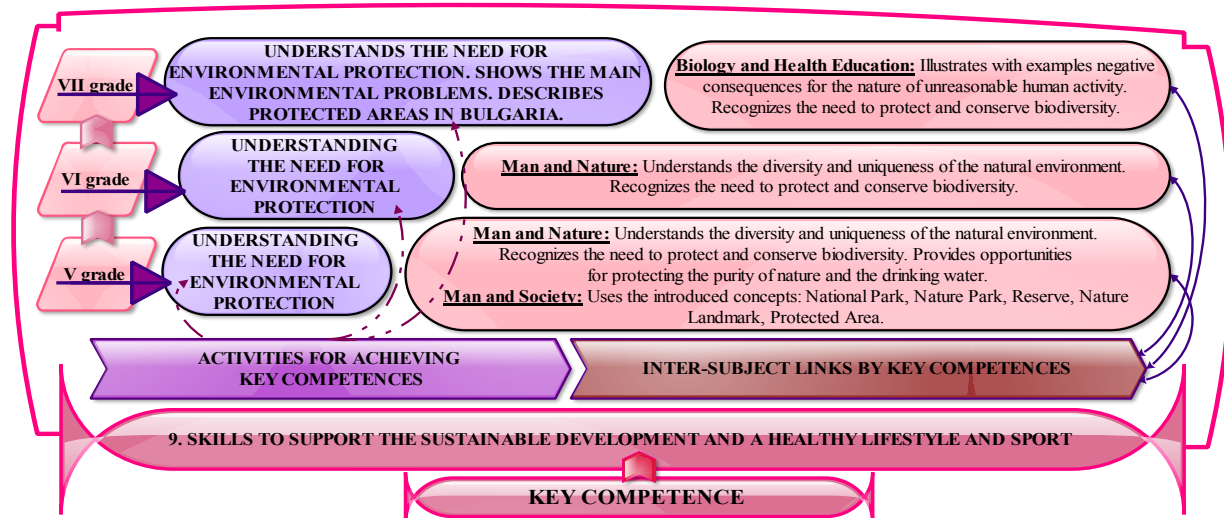 VII grade
UNDERSTANDS THE NEED FOR
ENVIRONMENTAL PROTECTION. SHOWS THE MAIN
ENVIRONMENTAL PROBLEMS. DESCRIBES
PROTECTED AREAS IN BULGARIA.
Biology and Health Education: Illustrates with examples negative
consequences for the nature of unreasonable human activity.
Recognizes the need to protect and conserve biodiversity.
VI grade
UNDERSTANDING
THE NEED FOR
ENVIRONMENTAL
PROTECTION
Man and Nature: Understands the diversity and uniqueness of the natural environment.
Recognizes the need to protect and conserve biodiversity.
V grade
UNDERSTANDING
THE NEED FOR
ENVIRONMENTAL
PROTECTION
Man and Nature: Understands the diversity and uniqueness of the natural environment.
Recognizes the need to protect and conserve biodiversity. Provides opportunities
for protecting the purity of nature and the drinking water.
Man and Society: Uses the introduced concepts: National Park, Nature Park, Reserve, Nature
Landmark, Protected Area.
ACTIVITIES FOR ACHIEVING
KEY COMPETENCES
INTER-SUBJECT LINKS BY KEY COMPETENCES
9. SKILLS TO SUPPORT THE SUSTAINABLE DEVELOPMENT AND A HEALTHY LIFESTYLE AND SPORT
KEY COMPETENCE